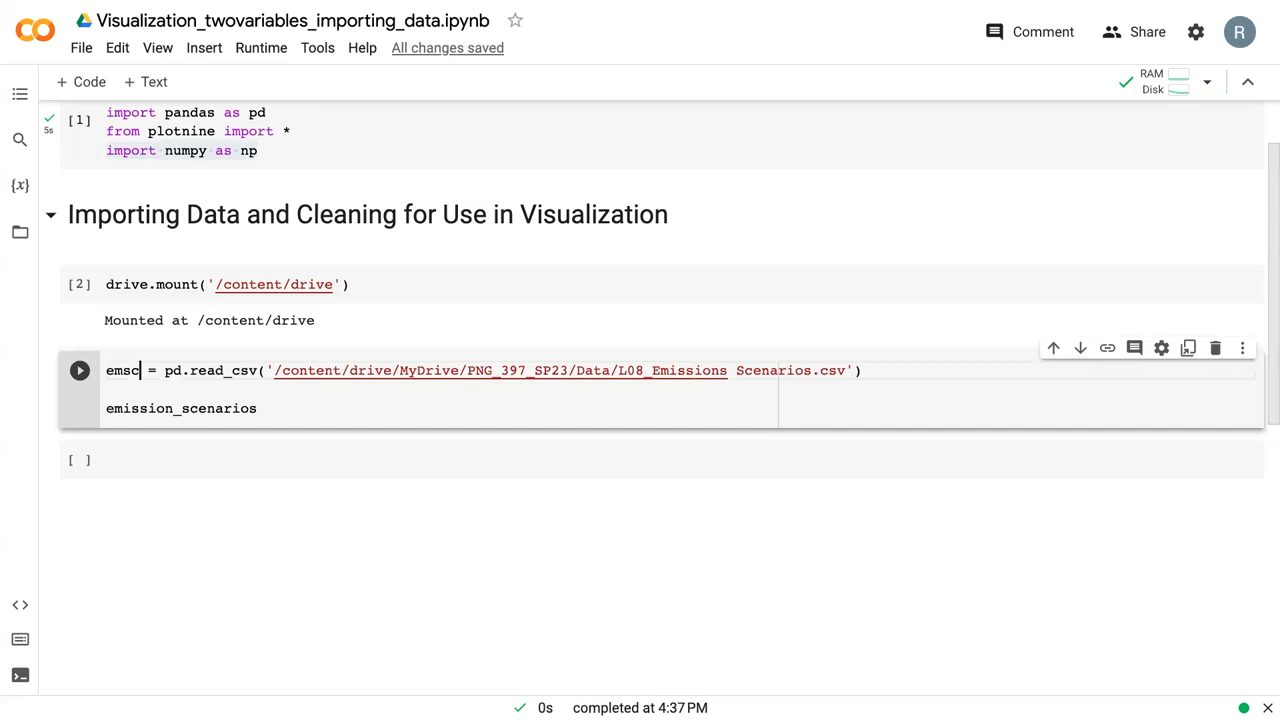 Visualization_twovariables_importing_data.ipynb
File Edit View Insert Runtime Tools Help All changes saved
Comment Share R
+ Code + Text
RAM
Disk
[1] import pandas as pd
5s from plotnine import *
import numpy as np
Importing Data and Cleaning for Use in Visualization
[2] drive.mount('/content/drive')
Mounted at /content/drive
emsc = pd.read_csv('/content/drive/MyDrive/PNG_397_SP23/Data/L08_Emissions Scenarios.csv')
emission_scenarios
[ ]
0s completed at 4:37 PM